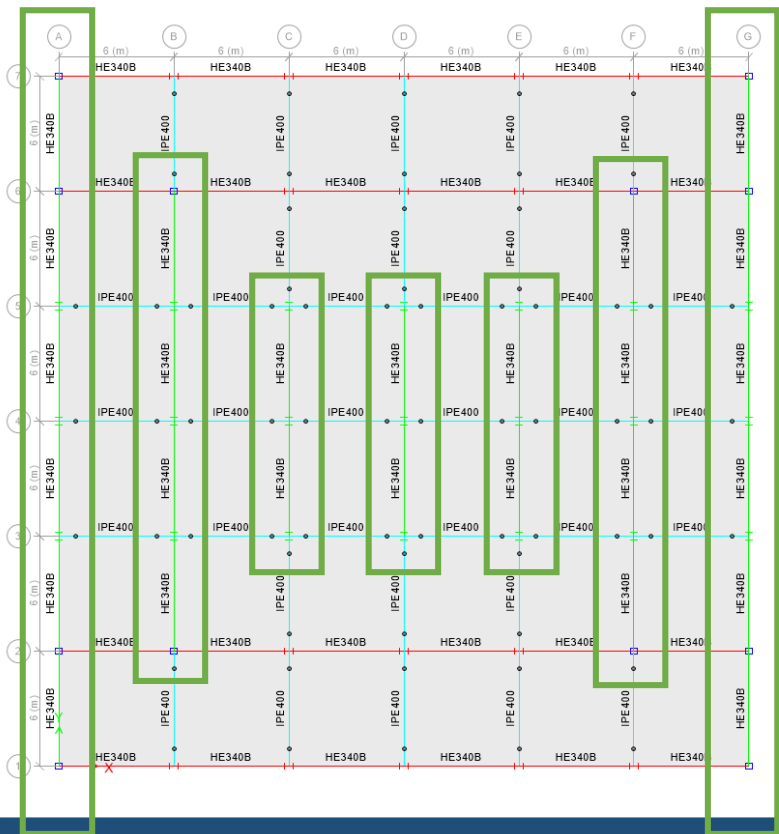 A B C D E F G
6 (m) 6 (m) 6 (m) 6 (m) 6 (m) 6 (m)
7 HE340B HE340B HE340B HE340B HE340B HE340B
6 (m) HE340B IPE400 IPE400 IPE400 IPE400 IPE400 HE340B
6 HE340B HE340B HE340B HE340B HE340B HE340B
6 (m) HE340B HE340B IPE400 IPE400 IPE400 HE340B HE340B
5 IPE400 IPE400 IPE400 IPE400 IPE400 IPE400
6 (m) HE340B HE340B HE340B HE340B HE340B HE340B HE340B
4 IPE400 IPE400 IPE400 IPE400 IPE400 IPE400
6 (m) HE340B HE340B HE340B HE340B HE340B HE340B HE340B
3 IPE400 IPE400 IPE400 IPE400 IPE400 IPE400
6 (m) HE340B HE340B IPE400 IPE400 IPE400 HE340B HE340B
2 HE340B HE340B HE340B HE340B HE340B HE340B
6 (m) HE340B IPE400 IPE400 IPE400 IPE400 IPE400 HE340B
1 HE340B HE340B HE340B HE340B HE340B HE340B
X